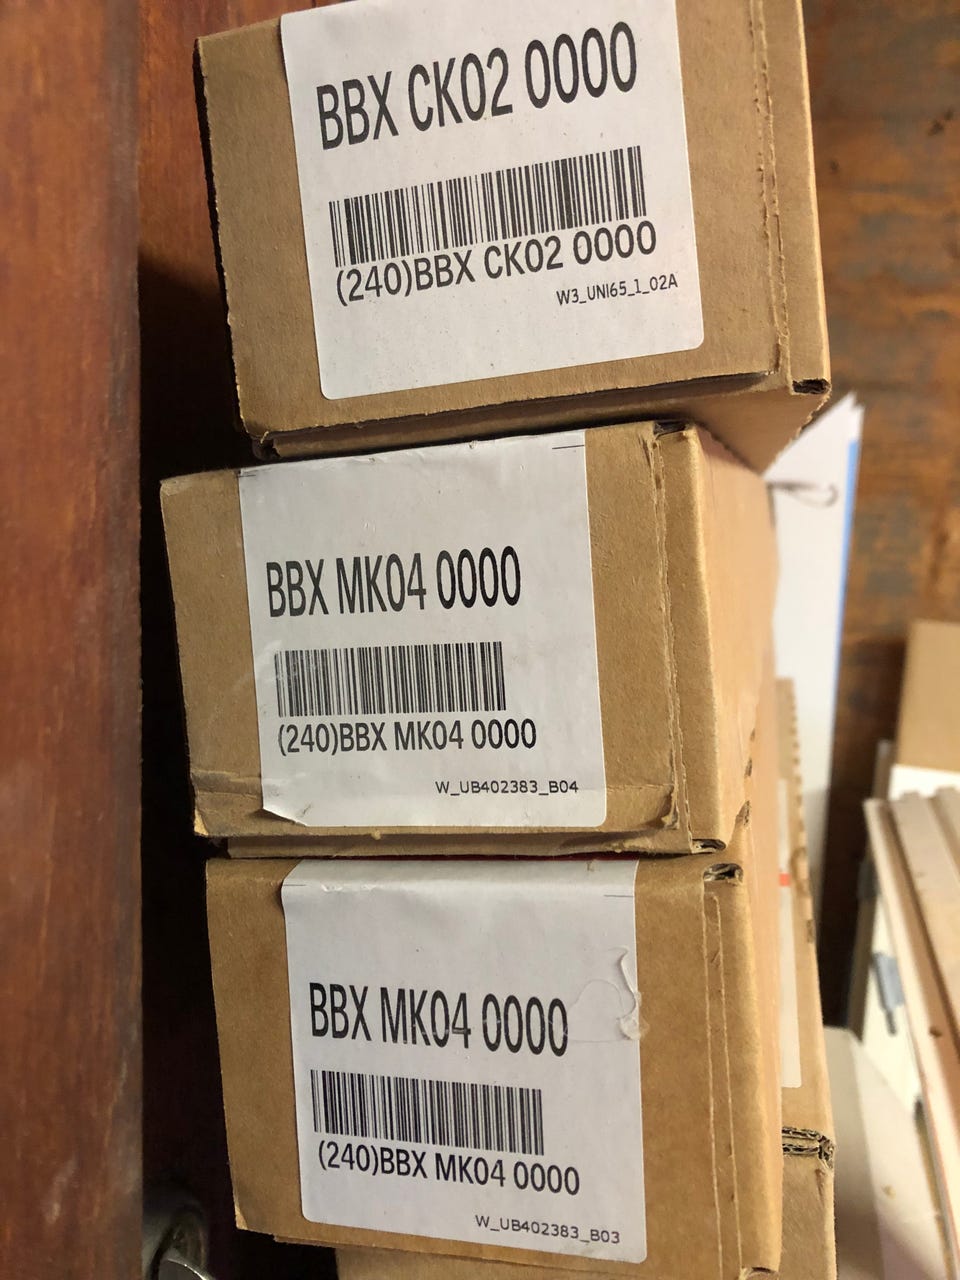 BBX CK02 0000
(240)BBX CK02 0000
W3_UNI65_1_02A
BBX MK04 0000
(240)BBX MK04 0000
W_UB402383_B04
BBX MK04 0000
(240)BBX MK04 0000
W_UB402383_B03